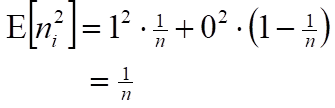 E[n_i^2] = 1^2 · 1/n + 0^2 · (1 − 1/n)
= 1/n